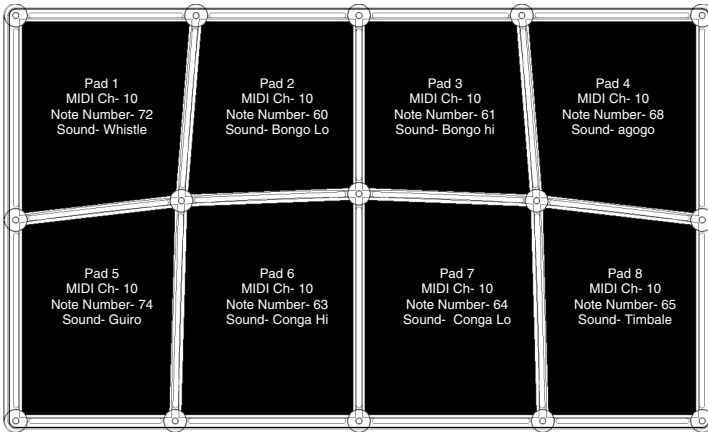 Pad 1
MIDI Ch- 10
Note Number- 72
Sound- Whistle
Pad 2
MIDI Ch- 10
Note Number- 60
Sound- Bongo Lo
Pad 3
MIDI Ch- 10
Note Number- 61
Sound- Bongo hi
Pad 4
MIDI Ch- 10
Note Number- 68
Sound- agogo
Pad 5
MIDI Ch- 10
Note Number- 74
Sound- Guiro
Pad 6
MIDI Ch- 10
Note Number- 63
Sound- Conga Hi
Pad 7
MIDI Ch- 10
Note Number- 64
Sound-  Conga Lo
Pad 8
MIDI Ch- 10
Note Number- 65
Sound- Timbale